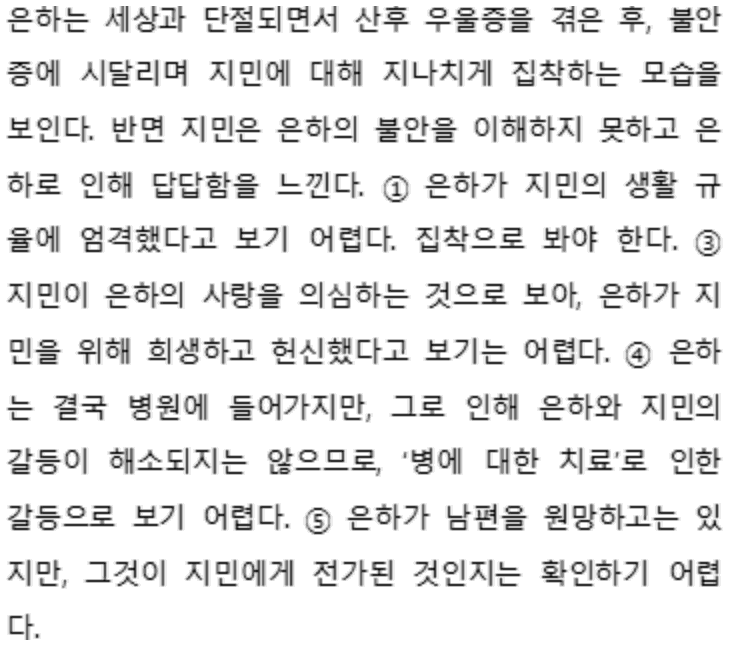 은하는 세상과 단절되면서 산후 우울증을 겪은 후, 불안
증에 시달리며 지민에 대해 지나치게 집착하는 모습을
보인다. 반면 지민은 은하의 불안을 이해하지 못하고 은
하로 인해 답답함을 느낀다. ① 은하가 지민의 생활 규
율에 엄격했다고 보기 어렵다. 집착으로 봐야 한다. ③
지민이 은하의 사랑을 의심하는 것으로 보아, 은하가 지
민을 위해 희생하고 헌신했다고 보기는 어렵다. ④ 은하
는 결국 병원에 들어가지만, 그로 인해 은하와 지민의
갈등이 해소되지는 않으므로, ‘병에 대한 치료’로 인한
갈등으로 보기 어렵다. ⑤ 은하가 남편을 원망하고는 있
지만, 그것이 지민에게 전가된 것인지는 확인하기 어렵
다.